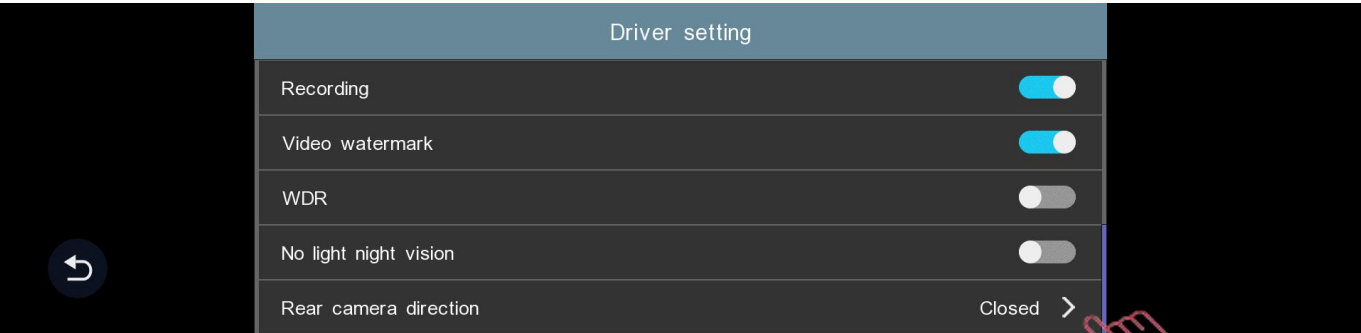 Driver setting
Recording
Video watermark
WDR
No light night vision
Rear camera direction Closed